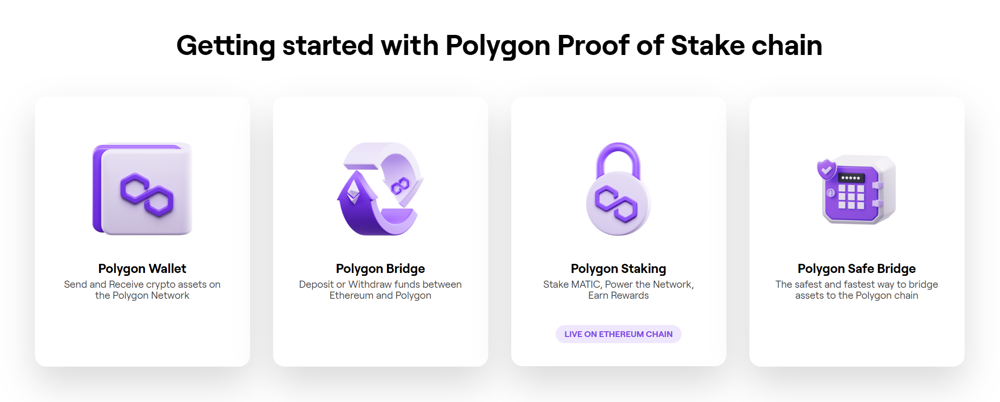 Getting started with Polygon Proof of Stake chain
*****
Polygon Wallet
Send and Receive crypto assets on
the Polygon Network
Polygon Bridge
Deposit or Withdraw funds between
Ethereum and Polygon
Polygon Staking
Stake MATIC, Power the Network,
Earn Rewards
LIVE ON ETHEREUM CHAIN
Polygon Safe Bridge
The safest and fastest way to bridge
assets to the Polygon chain